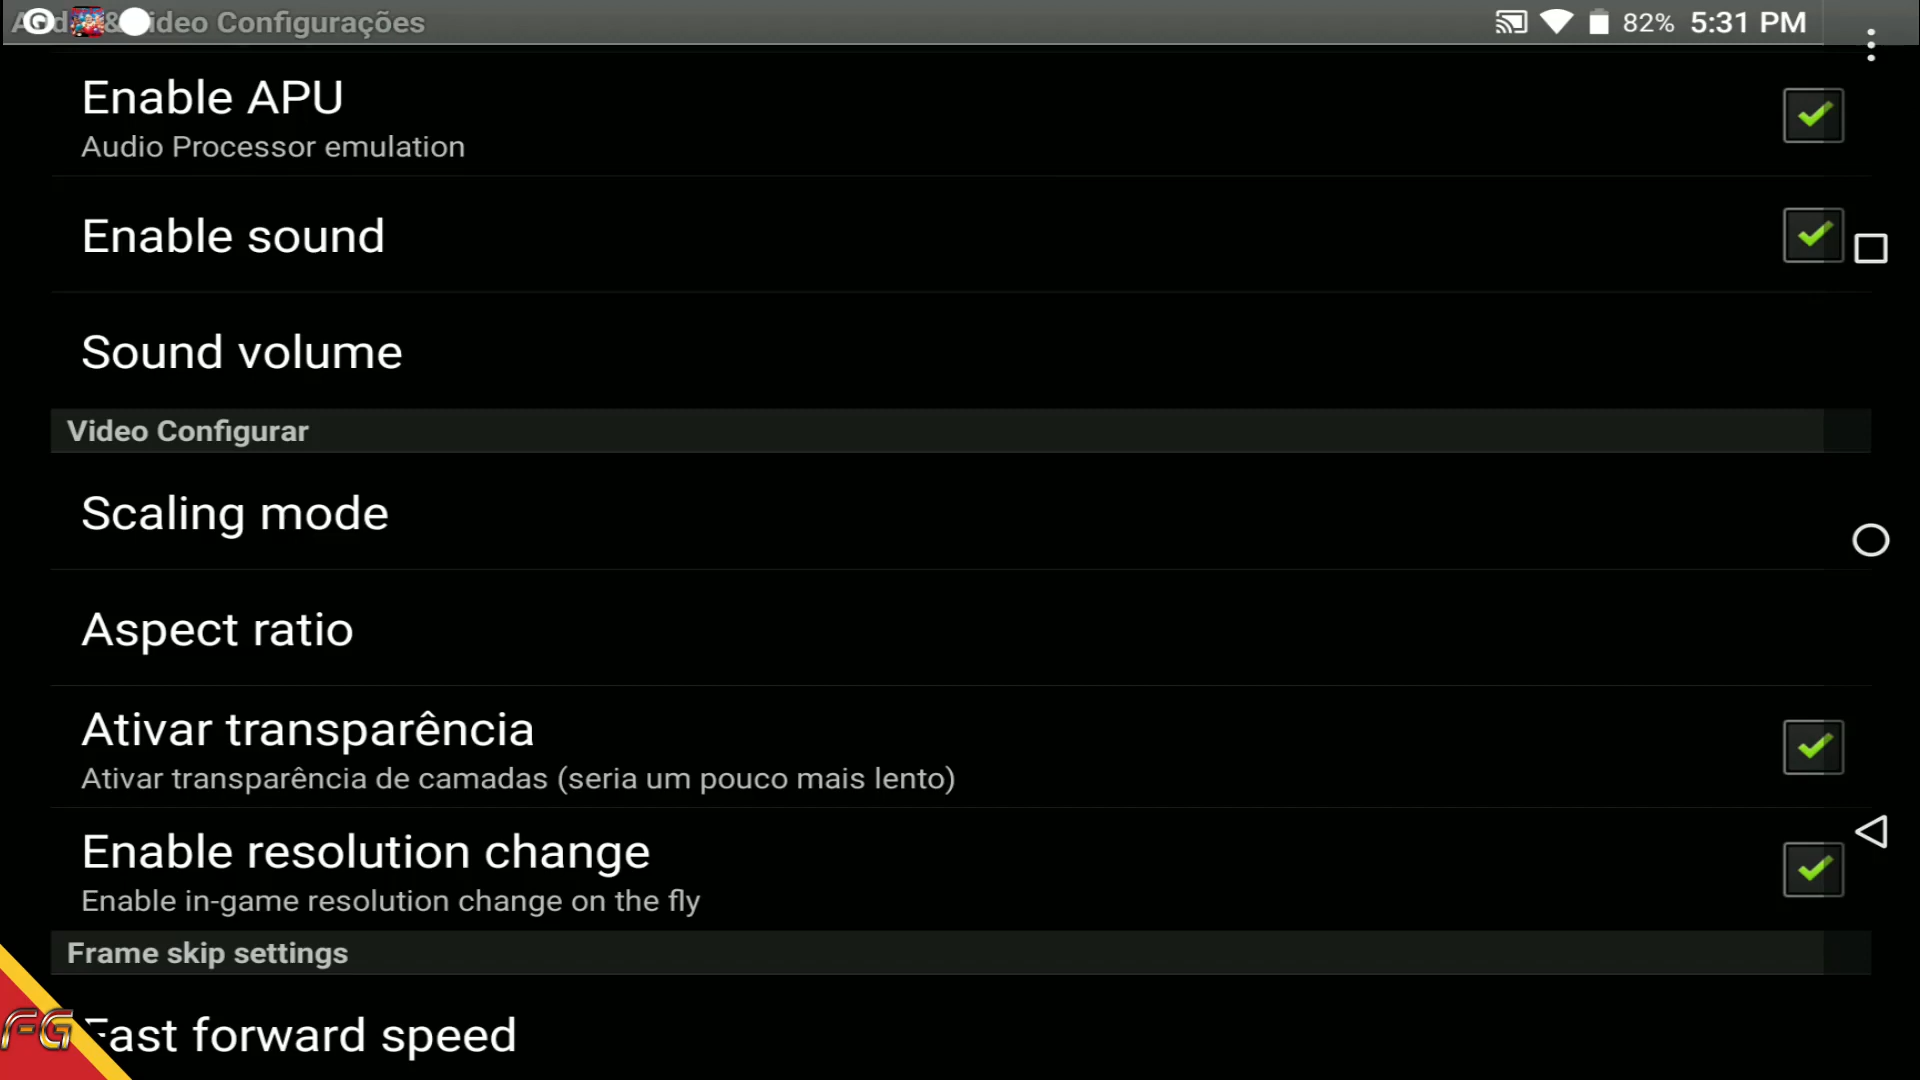 Video Configurações
82% 5:31 PM
Enable APU
Audio Processor emulation
Enable sound
Sound volume
Video Configurar
Scaling mode
Aspect ratio
Ativar transparência
Ativar transparência de camadas (seria um pouco mais lento)
Enable resolution change
Enable in-game resolution change on the fly
Frame skip settings
FG
Fast forward speed